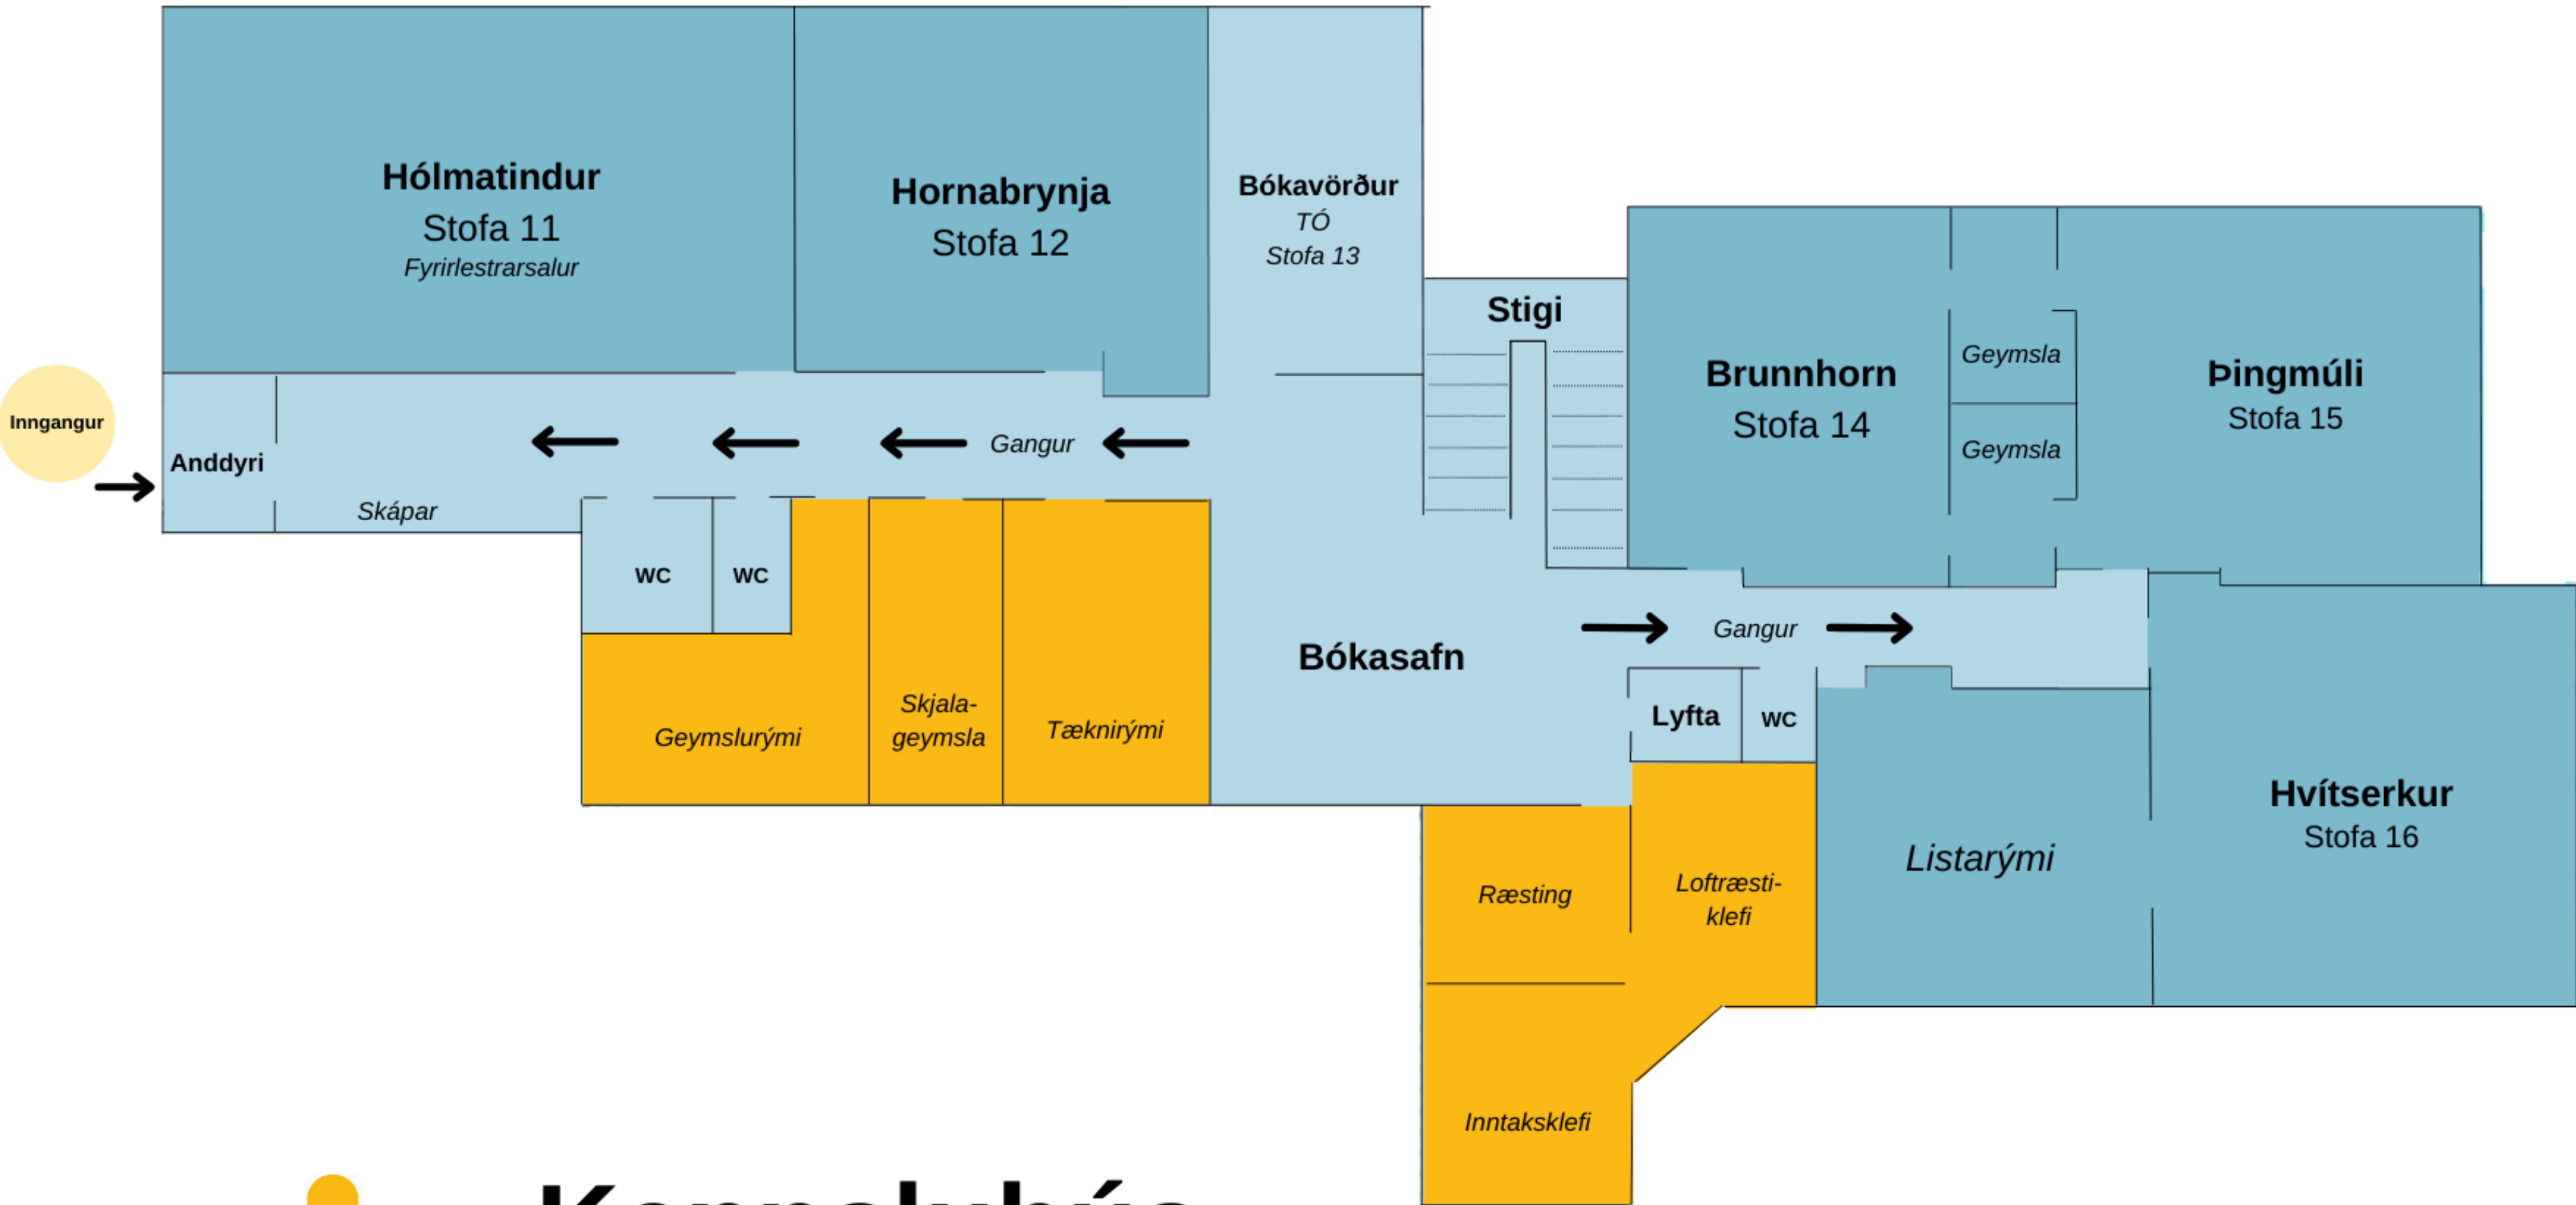 Hólmatindur
Stofa 11
Fyrirlestrarsalur
Hornabrynja
Stofa 12
Bókavörður
TÓ
Stofa 13
Stigi
Brunnhorn
Stofa 14
Geymsla
Geymsla
Þingmúli
Stofa 15
Inngangur
Anddyri
Skápar
Gangur
WC
WC
Geymslurými
Skjala-
geymsla
Tæknirými
Bókasafn
Gangur
Lyfta
WC
Listarými
Hvítserkur
Stofa 16
Ræsting
Loftræsti-
klefi
Inntaksklefi
Kennsluhús